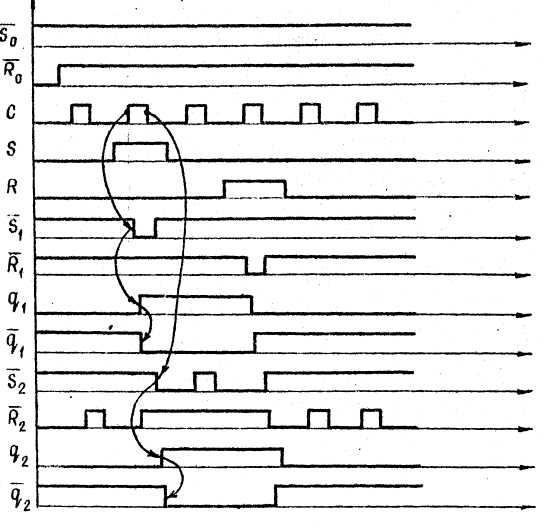 S̅₀
R̅₀
C
S
R
S̅₁
R̅₁
q₁
q̅₁
S̅₂
R̅₂
q₂
q̅₂